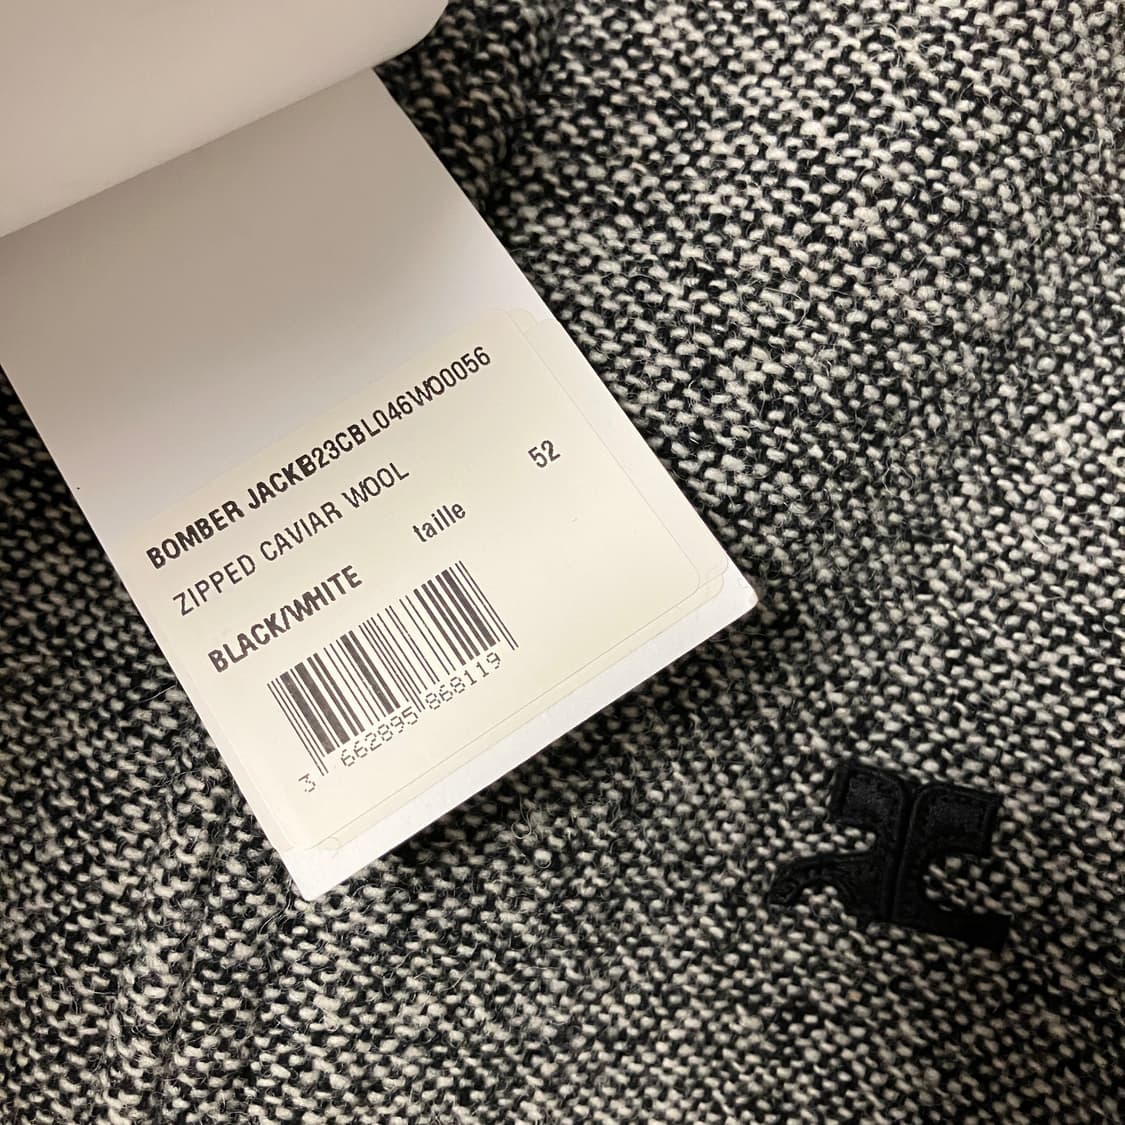 BOMBER JACKB23CBL046WO0056
ZIPPED CAVIAR WOOL
BLACK/WHITE
taille 52
3 662895 868119